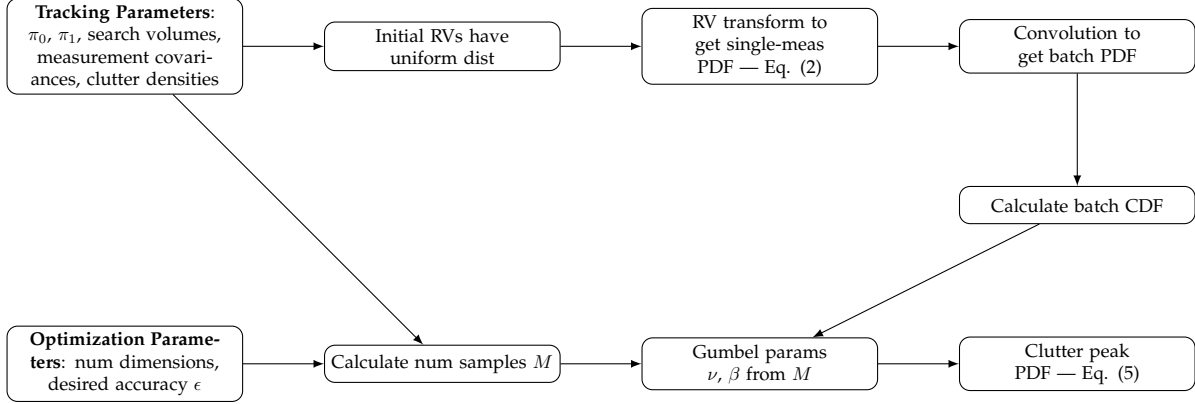 Tracking Parameters:
π₀, π₁, search volumes,
measurement covari-
ances, clutter densities
Initial RVs have
uniform dist
RV transform to
get single-meas
PDF — Eq. (2)
Convolution to
get batch PDF
Calculate batch CDF
Optimization Parame-
ters: num dimensions,
desired accuracy ϵ
Calculate num samples M
Gumbel params
ν, β from M
Clutter peak
PDF — Eq. (5)